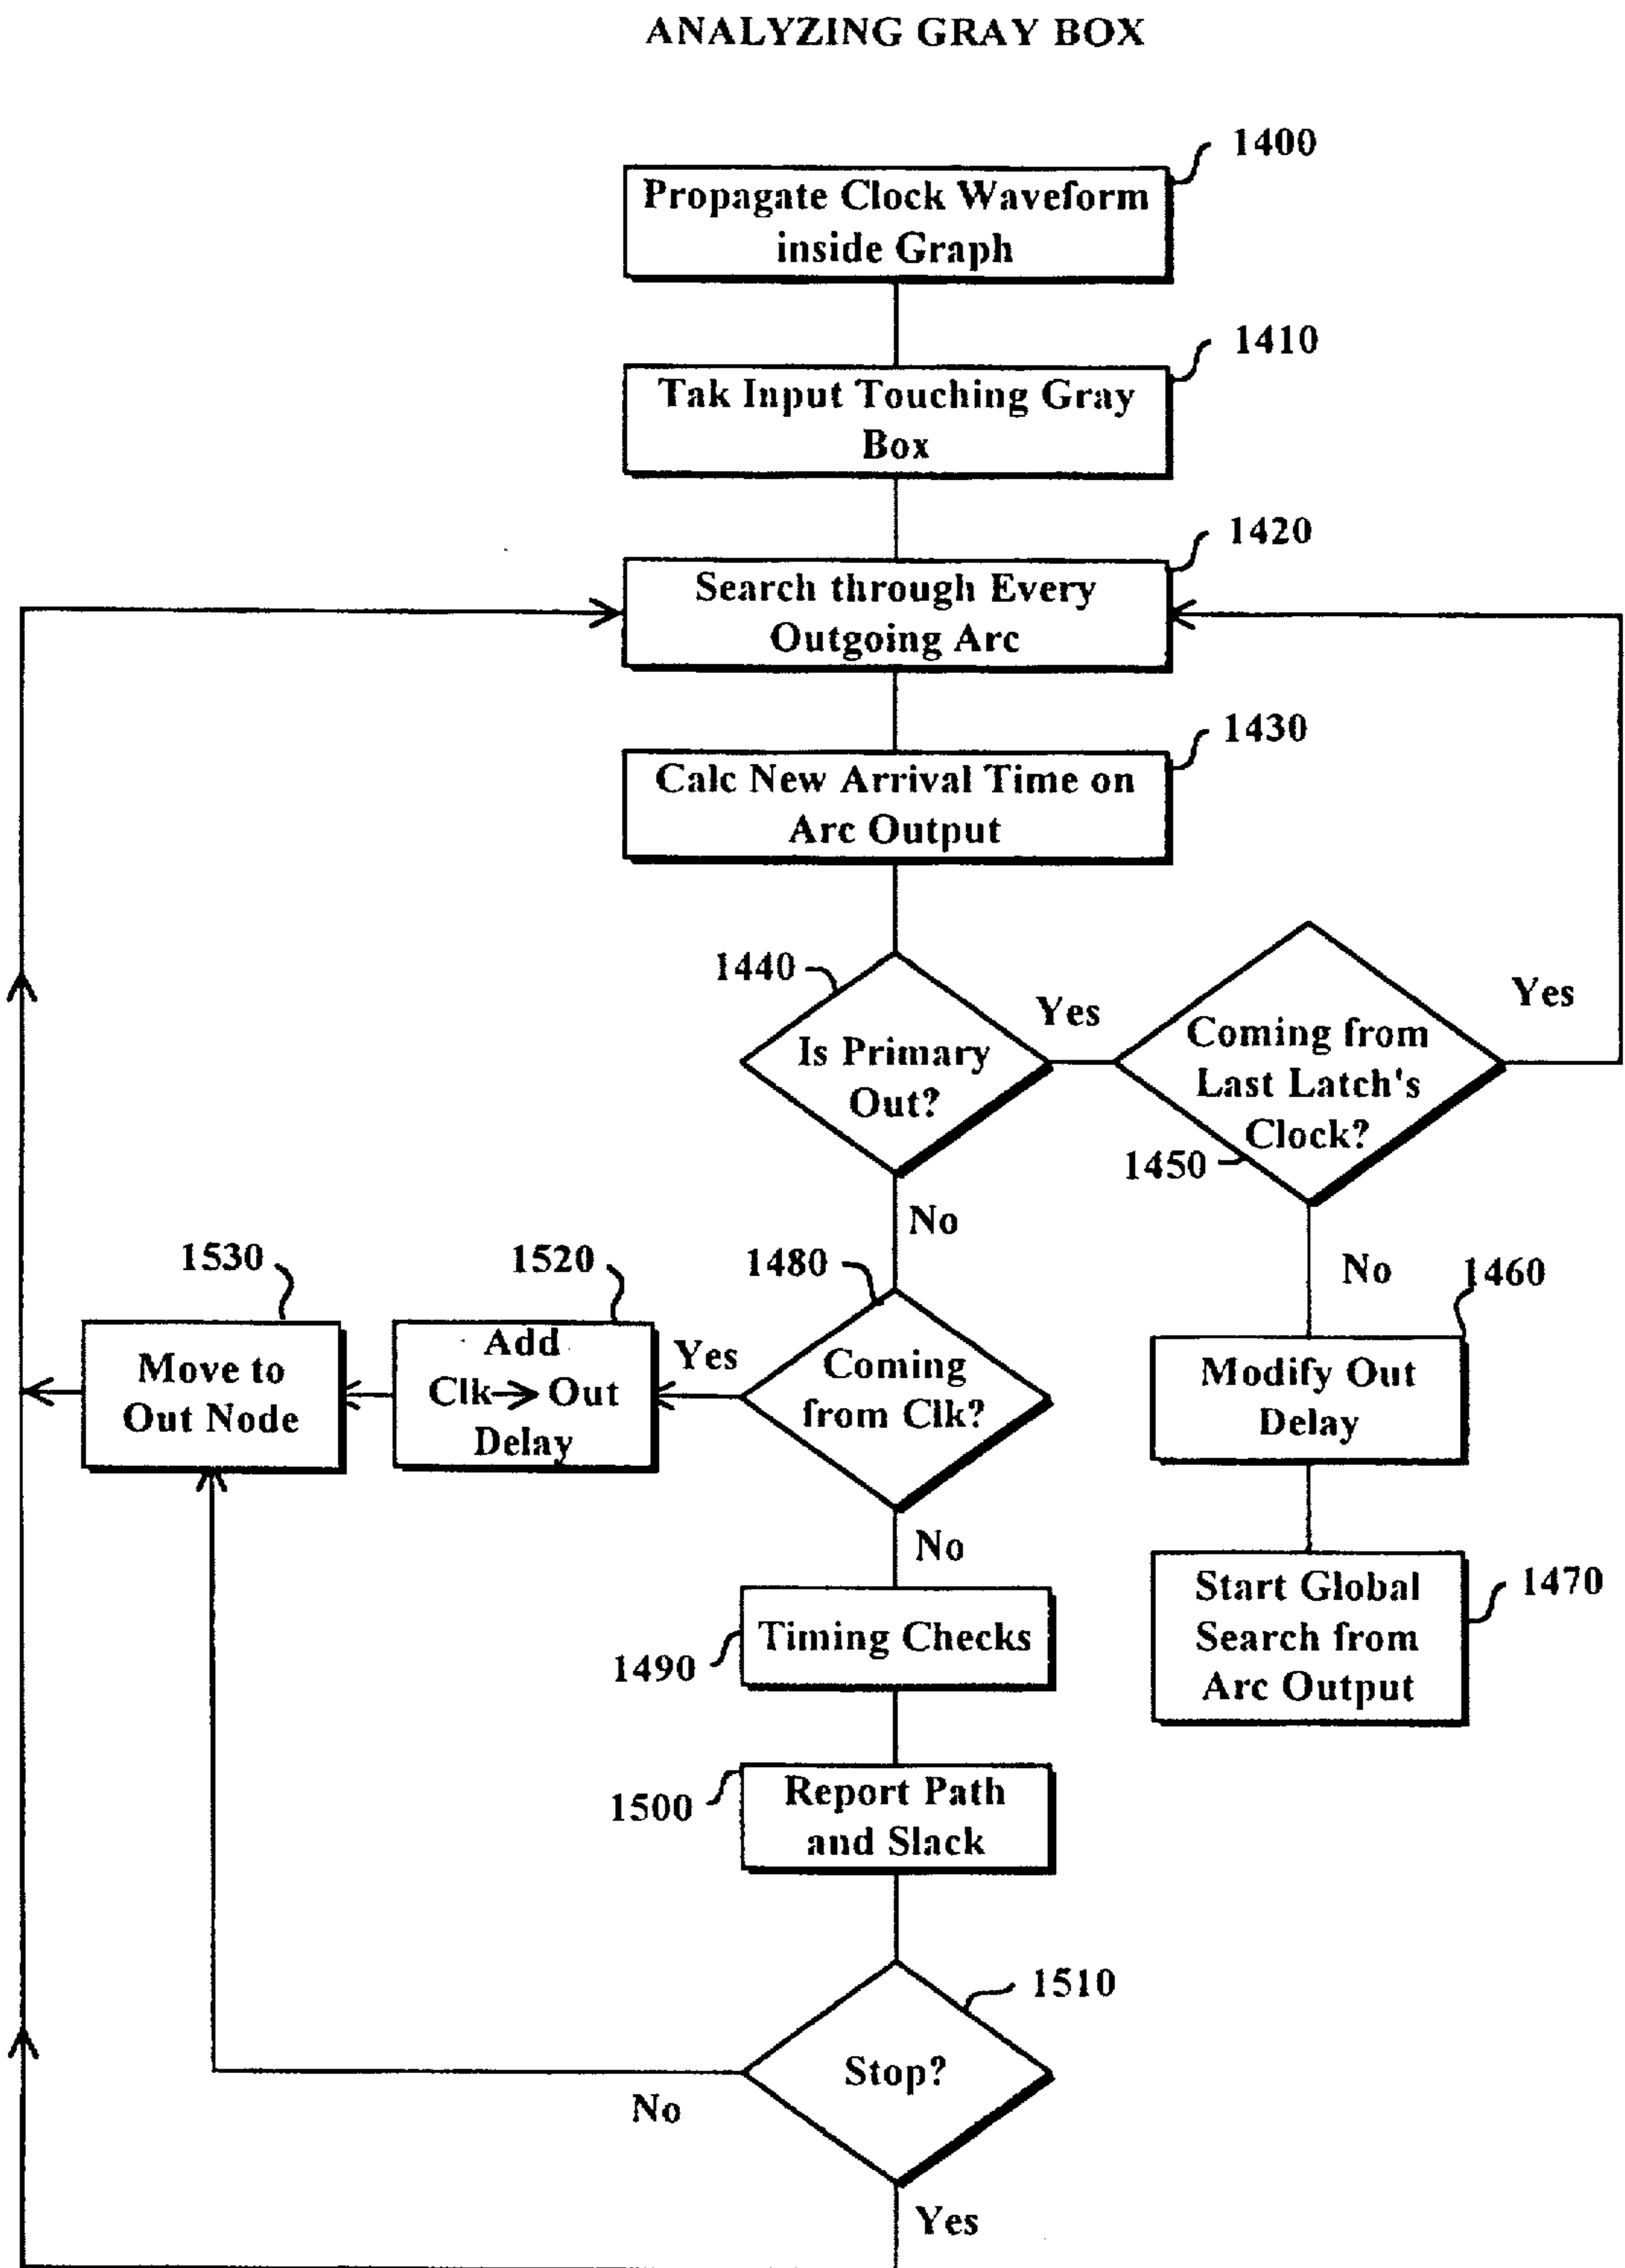 ANALYZING GRAY BOX
1400
Propagate Clock Waveform
inside Graph
1410
Tak Input Touching Gray
Box
1420
Search through Every
Outgoing Arc
1430
Calc New Arrival Time on
Arc Output
1440
Is Primary
Out?
Yes
Coming from
Last Latch's
Clock?
Yes
1450
No
No
1460
Modify Out
Delay
1470
Start Global
Search from
Arc Output
1480
Coming
from Clk?
Yes
1520
Add
Clk→ Out
Delay
1530
Move to
Out Node
No
1490
Timing Checks
1500
Report Path
and Slack
1510
Stop?
No
Yes